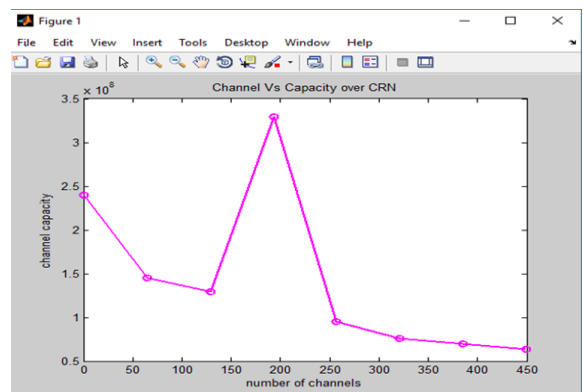 Figure 1
File Edit View Insert Tools Desktop Window Help
Channel Vs Capacity over CRN
× 10⁶
3.5
3
2.5
2
1.5
1
0.5
channel capacity
0 50 100 150 200 250 300 350 400 450
number of channels